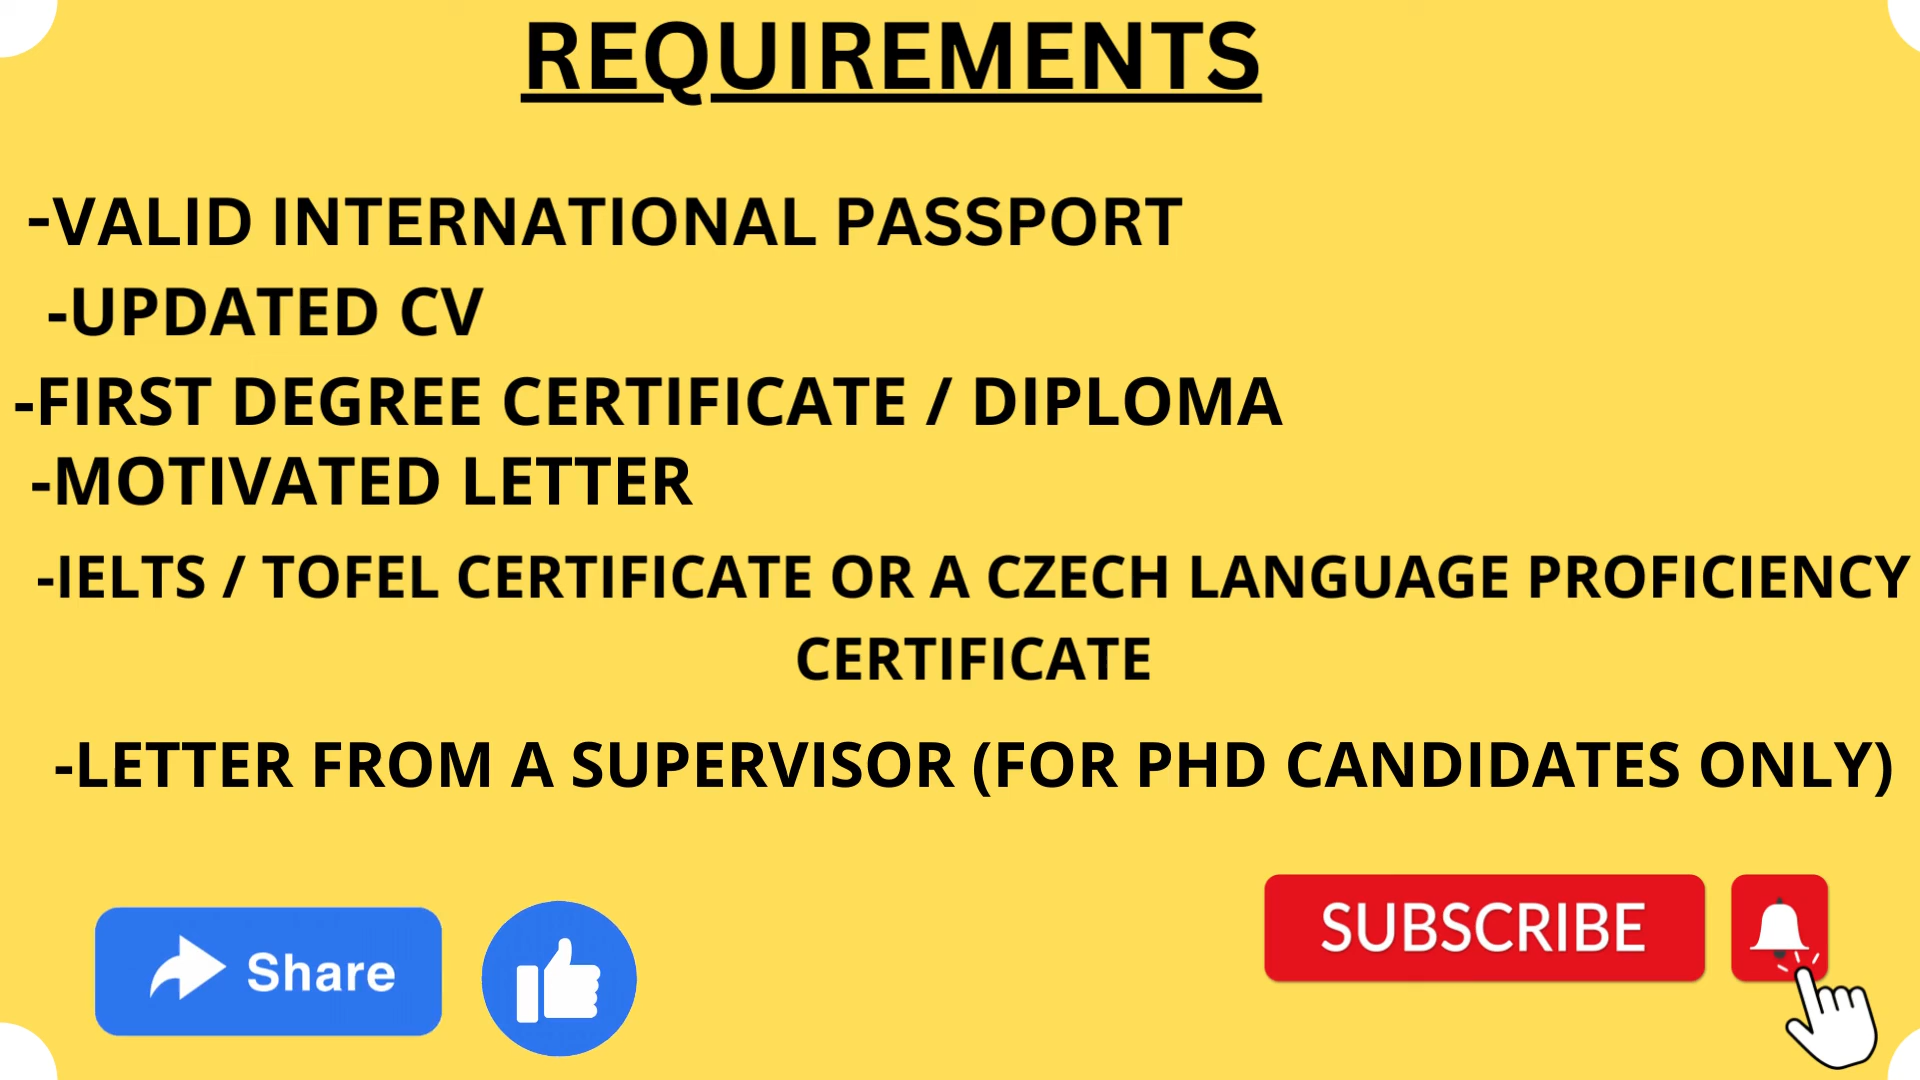 REQUIREMENTS
-VALID INTERNATIONAL PASSPORT
-UPDATED CV
-FIRST DEGREE CERTIFICATE / DIPLOMA
-MOTIVATED LETTER
-IELTS / TOFEL CERTIFICATE OR A CZECH LANGUAGE PROFICIENCY
CERTIFICATE
-LETTER FROM A SUPERVISOR (FOR PHD CANDIDATES ONLY)
SUBSCRIBE
Share